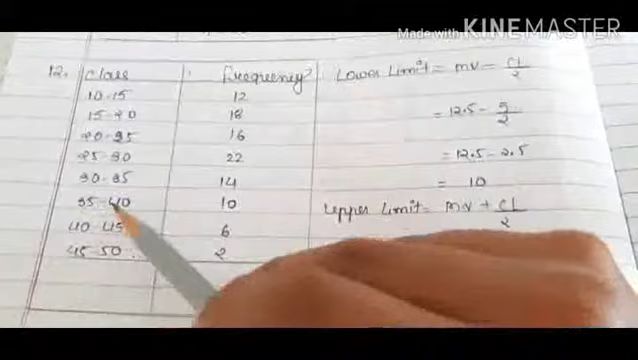 Made with KINEMASTER
12. Class Frequency
10-15 12
15-20 18
20-25 16
25-30 22
30-35 14
35-40 10
40-45 6
45-50 2
Lower Limit = mv - CL/2
= 12.5 - 5/2
= 12.5 - 2.5
= 10
Upper Limit = mv + CL/2